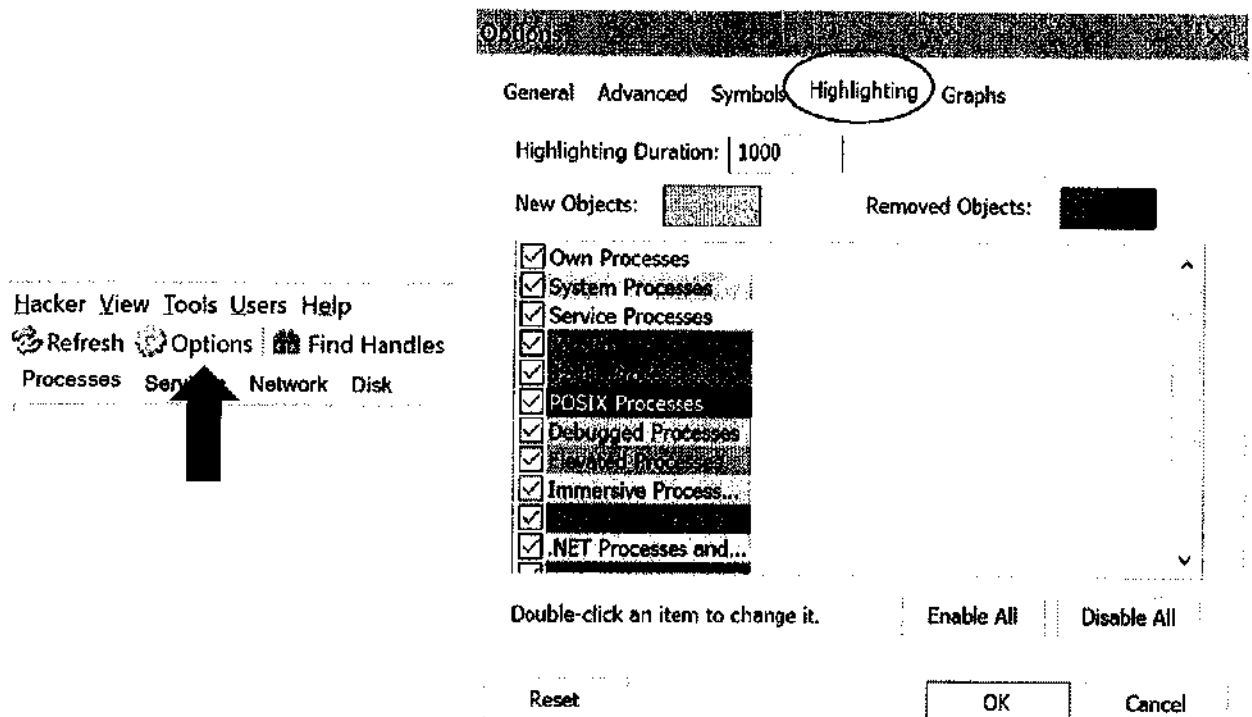 Options
General Advanced Symbols Highlighting Graphs
Highlighting Duration: 1000
New Objects: Removed Objects:
Own Processes
System Processes
Service Processes
POSIX Processes
Debugged Processes
Elevated Processes
Immersive Process...
.NET Processes and...
Double-click an item to change it. Enable All Disable All
Reset OK Cancel
Hacker View Tools Users Help
Refresh Options Find Handles
Processes Network Disk